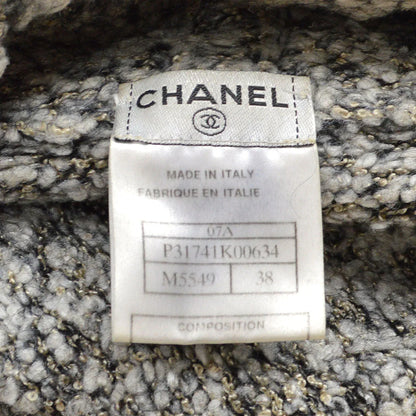 CHANEL
MADE IN ITALY
FABRIQUE EN ITALIE
07A
P31741K00634
M5549 38
COMPOSITION